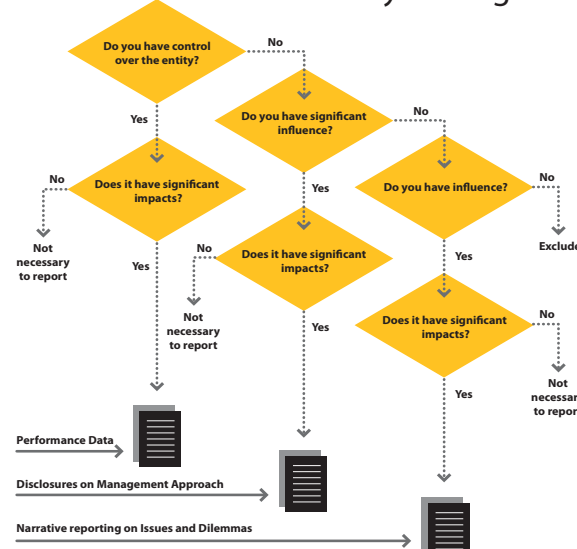 Do you have control
over the entity?
No
Do you have significant
influence?
No
Yes
Do you have influence?
No
Does it have significant
impacts?
No
Yes
Not
necessary
to report
Exclude
Yes
Does it have significant
impacts?
No
Yes
Not
necessary
to report
Yes
Does it have significant
impacts?
No
Not
to report
Yes
Performance Data
Disclosures on Management Approach
Narrative reporting on Issues and Dilemmas